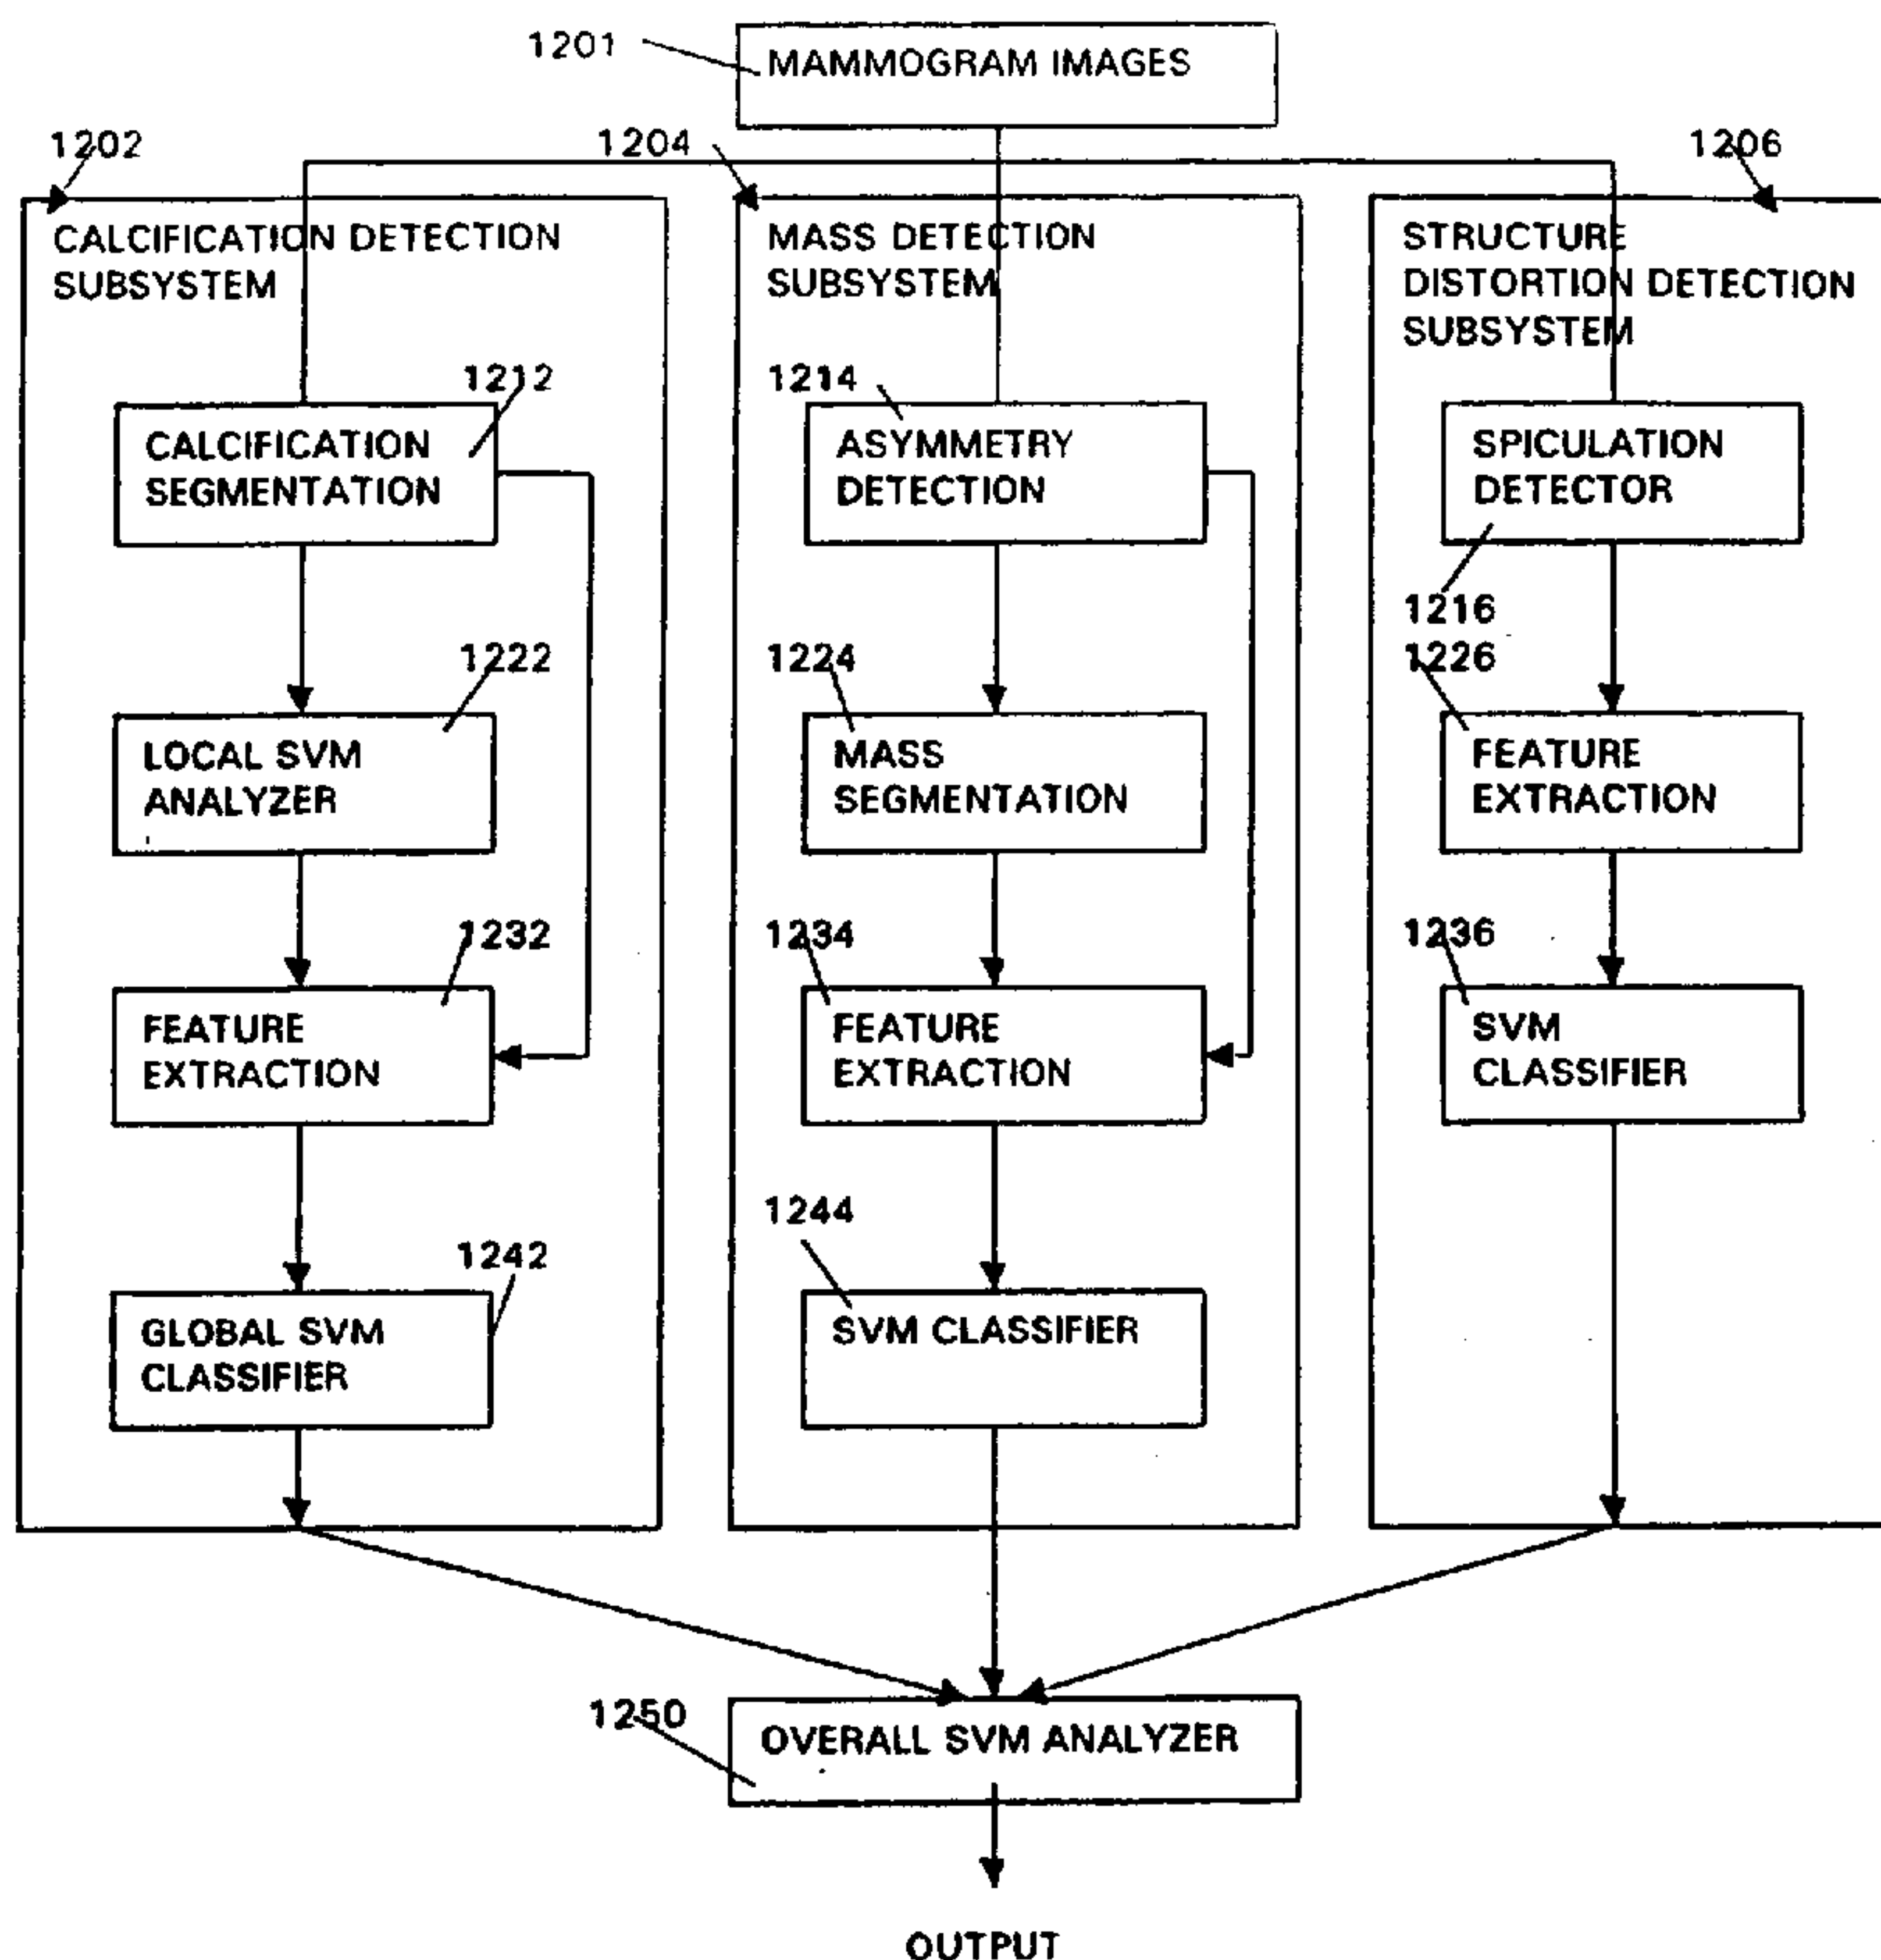 1201
MAMMOGRAM IMAGES
1202
1204
1206
CALCIFICATION DETECTION
SUBSYSTEM
MASS DETECTION
SUBSYSTEM
STRUCTURE
DISTORTION DETECTION
SUBSYSTEM
1212
CALCIFICATION
SEGMENTATION
1214
ASYMMETRY
DETECTION
SPICULATION
DETECTOR
1216
1222
LOCAL SVM
ANALYZER
1224
MASS
SEGMENTATION
1226
FEATURE
EXTRACTION
1232
FEATURE
EXTRACTION
1234
FEATURE
EXTRACTION
1236
SVM
CLASSIFIER
1242
GLOBAL SVM
CLASSIFIER
1244
SVM CLASSIFIER
1250
OVERALL SVM ANALYZER
OUTPUT